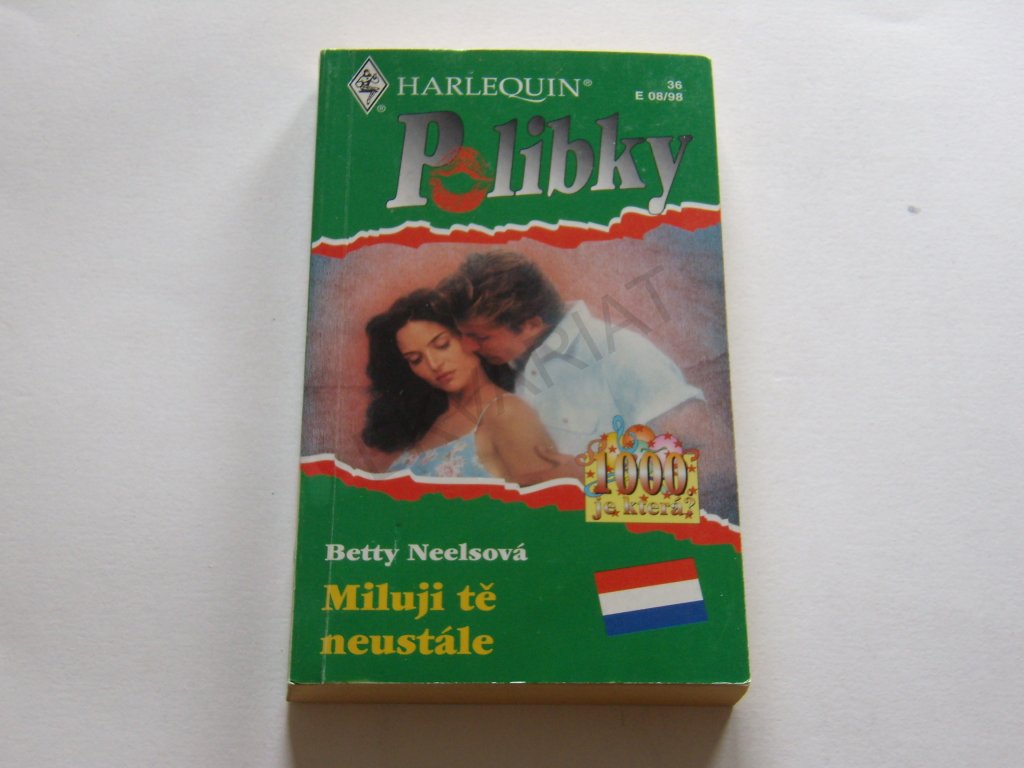 HARLEQUIN®
36
E 08/98
Polibky
1000
je která?
Betty Neelsová
Miluji tě
neustále